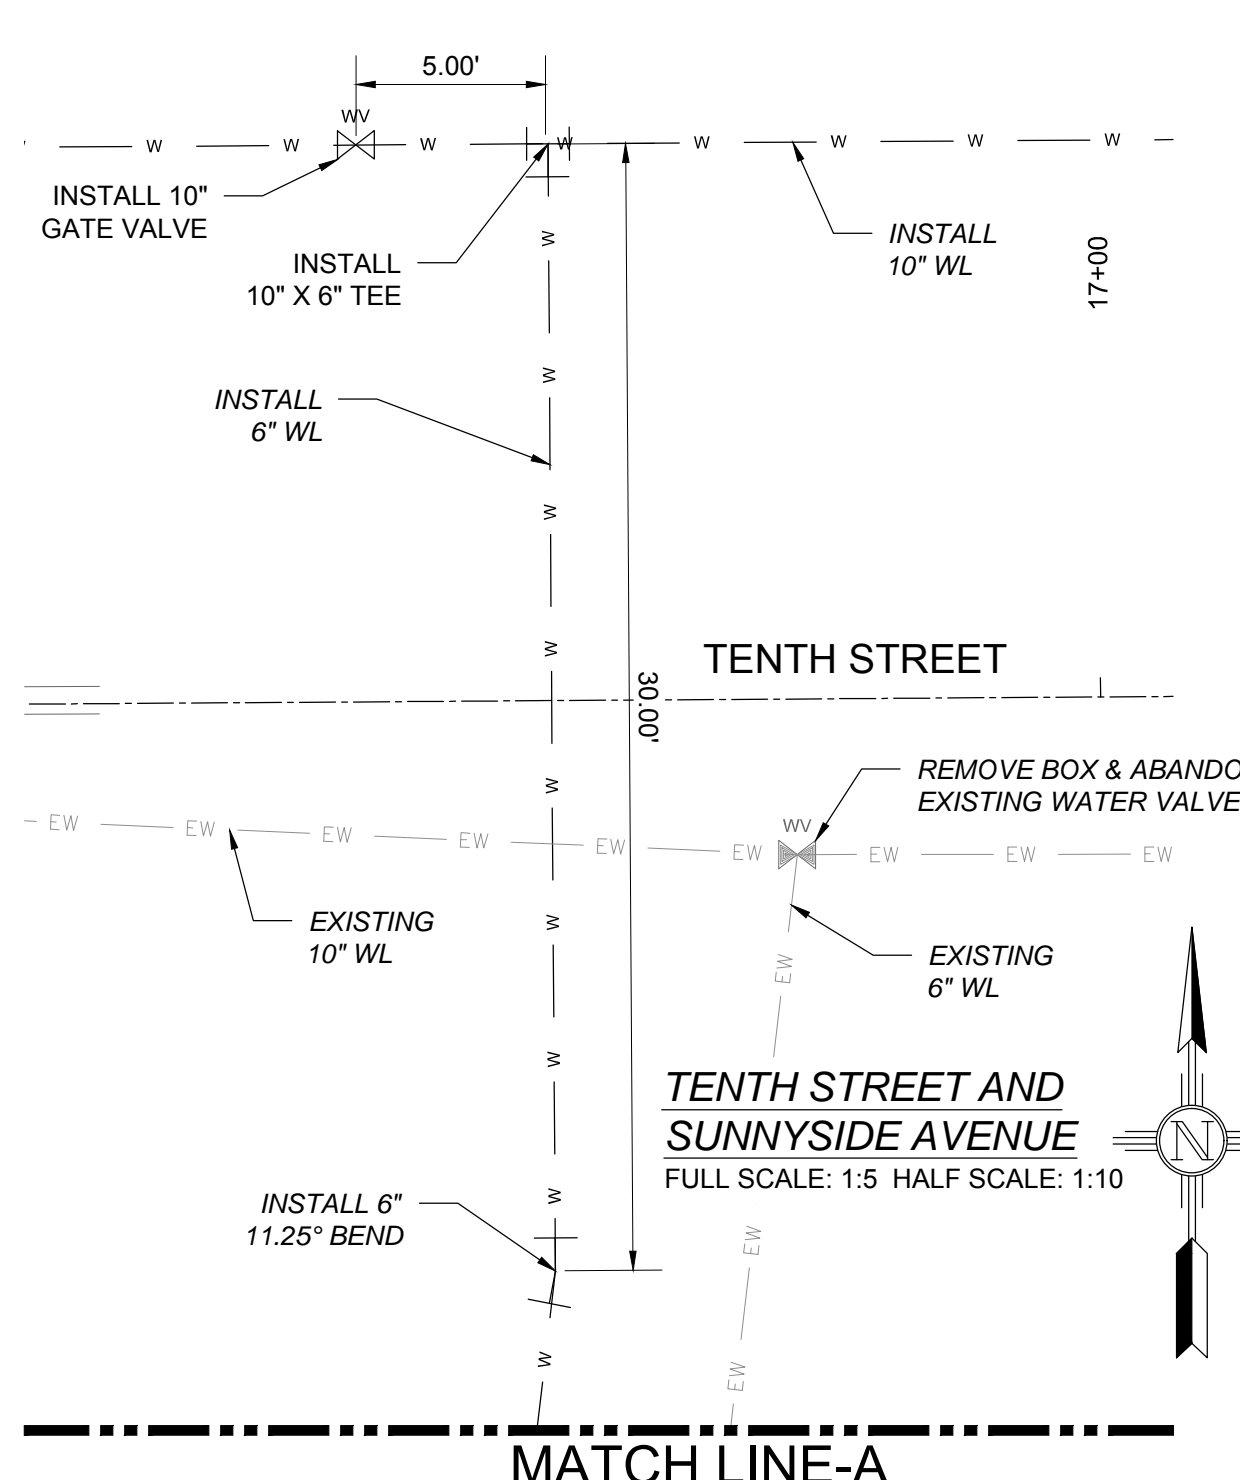 5.00'
WV
W W W W W W W W
INSTALL 10"
GATE VALVE
INSTALL
10" X 6" TEE
INSTALL
10" WL
17+00
W
W
INSTALL
6" WL
W
W
TENTH STREET
30.00'
W
REMOVE BOX & ABANDO
EXISTING WATER VALVE
WV
EW EW EW EW EW EW EW EW EW
W
EXISTING
10" WL
EXISTING
6" WL
EW
W
TENTH STREET AND
SUNNYSIDE AVENUE
FULL SCALE: 1:5 HALF SCALE: 1:10
N
INSTALL 6"
11.25° BEND
W
EW
W
EW
MATCH LINE-A